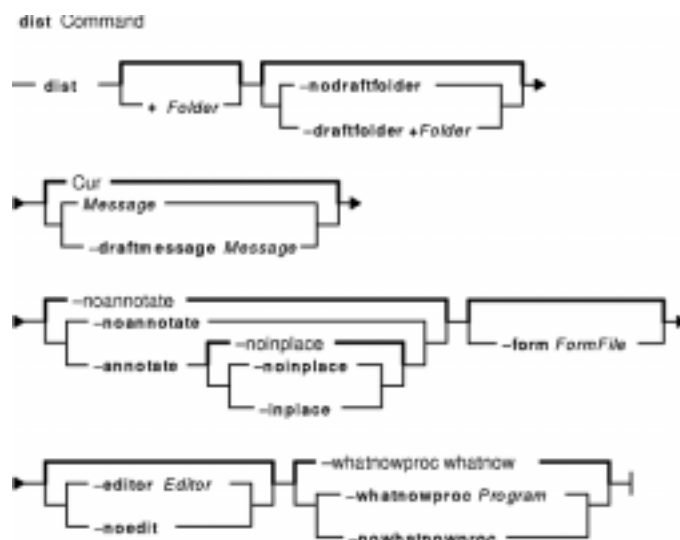 dist Command
dist
+ Folder
–nodraftfolder
–draftfolder +Folder
Cur
Message
–draftmessage Message
–noannotate
–noannotate
–annotate
–noinplace
–noinplace
–inplace
–form FormFile
–editor Editor
–noedit
–whatnowproc whatnow
–whatnowproc Program
–nowhatnowproc